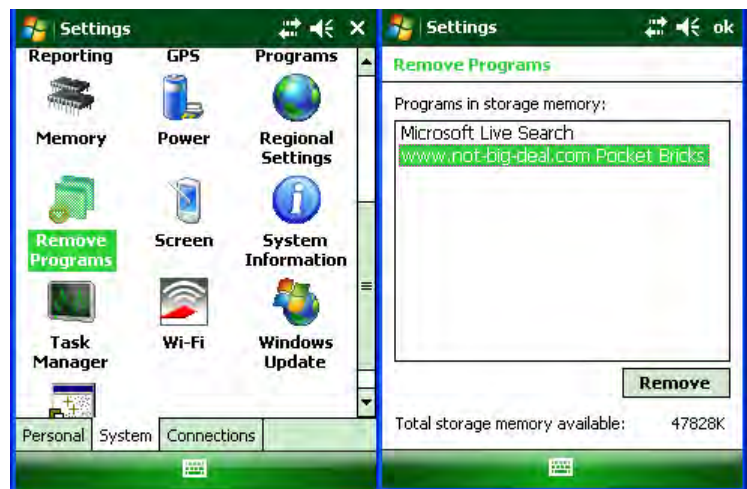 Settings
Reporting GPS Programs
Memory Power Regional Settings
Remove Programs Screen System Information
Task Manager Wi-Fi Windows Update
Personal System Connections
Settings ok
Remove Programs
Programs in storage memory:
Microsoft Live Search
www.not-big-deal.com Pocket Bricks
Remove
Total storage memory available: 47828K